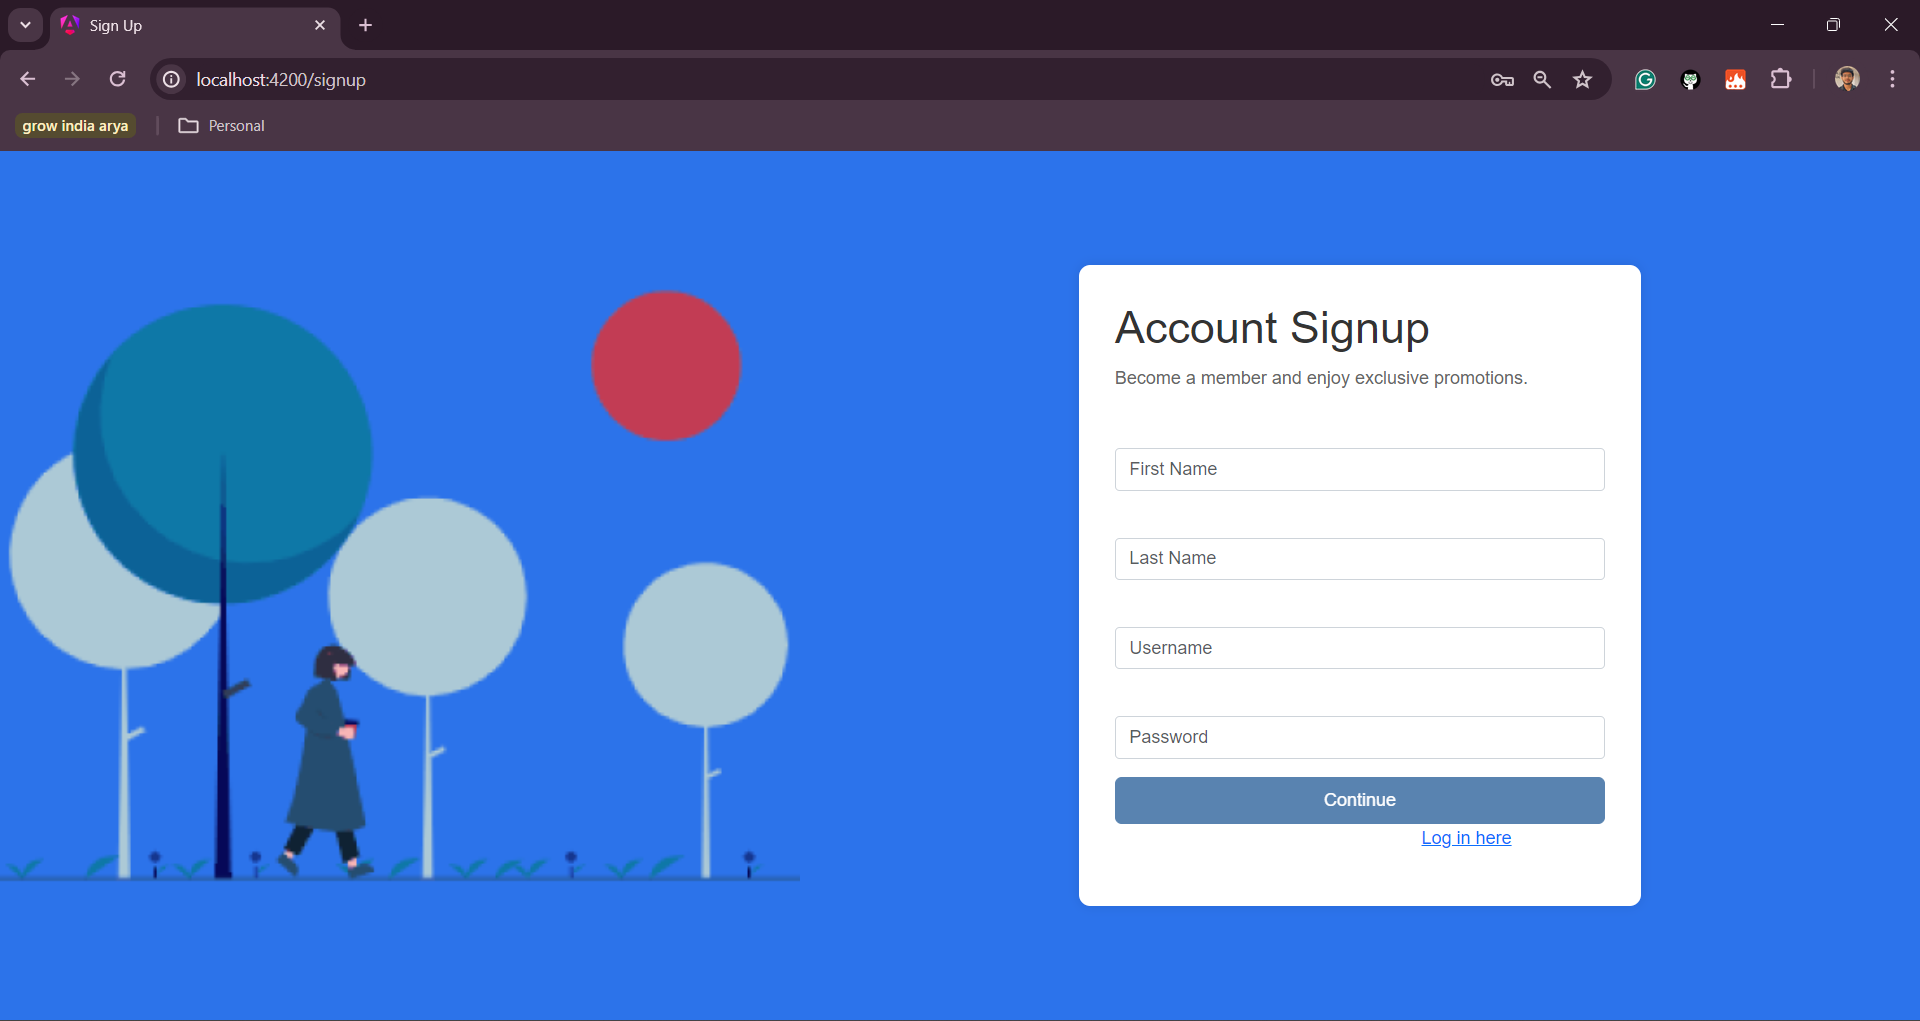 Sign Up
localhost:4200/signup
grow india arya
Personal
Account Signup
Become a member and enjoy exclusive promotions.
First Name
Last Name
Username
Password
Continue
Log in here